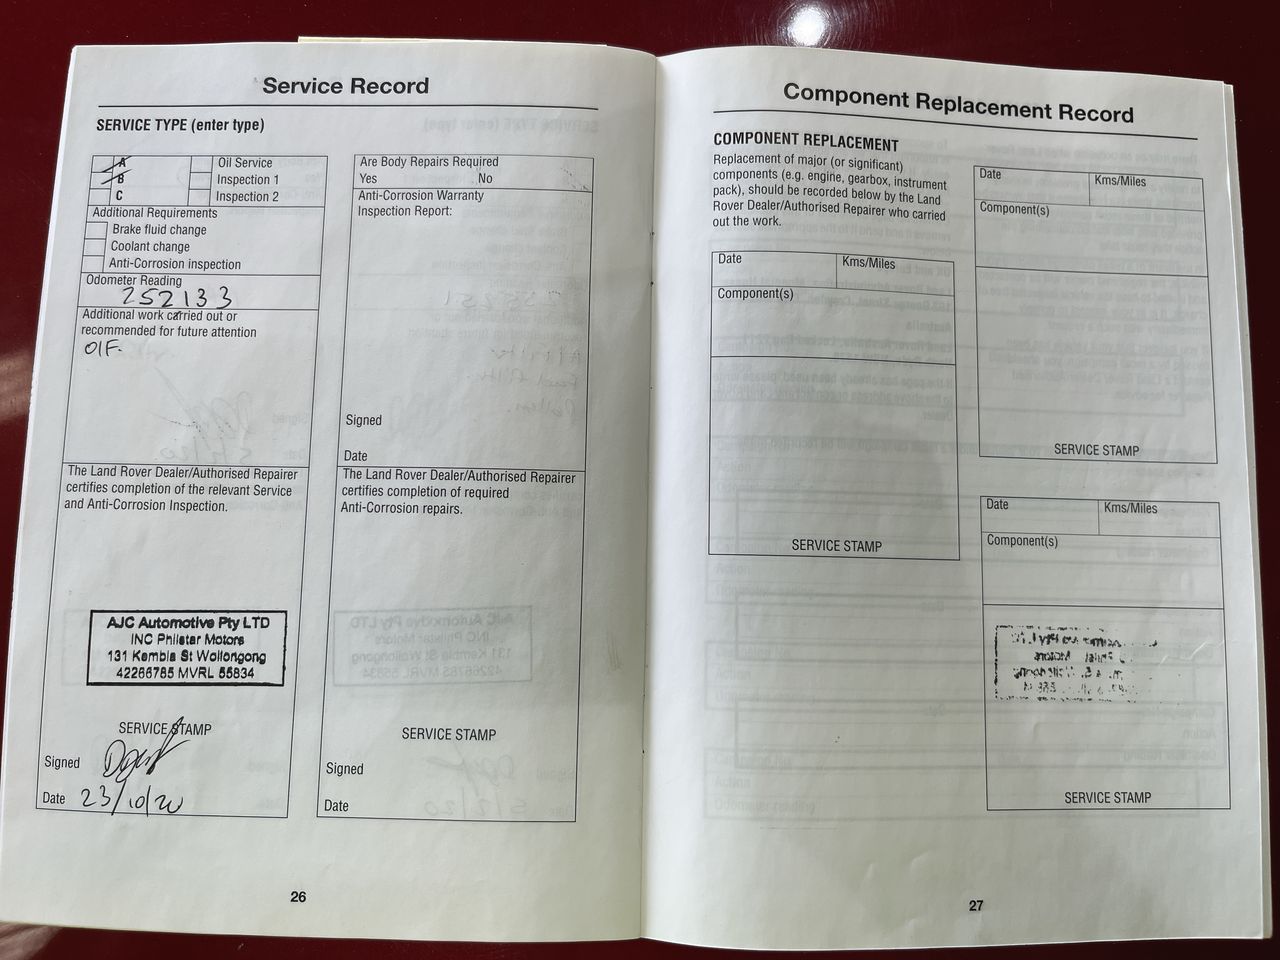 Service Record
SERVICE TYPE (enter type)
A
B
C
Oil Service
Inspection 1
Inspection 2
Additional Requirements
Brake fluid change
Coolant change
Anti-Corrosion inspection
Odometer Reading
252133
Additional work carried out or
recommended for future attention
OIF.
The Land Rover Dealer/Authorised Repairer
certifies completion of the relevant Service
and Anti-Corrosion Inspection.
AJC Automotive Pty LTD
INC Philstar Motors
131 Kembla St Wollongong
42266785 MVRL 55834
SERVICE STAMP
Signed
Date 23/10/20
Are Body Repairs Required
Yes No
Anti-Corrosion Warranty
Inspection Report:
Signed
Date
The Land Rover Dealer/Authorised Repairer
certifies completion of required
Anti-Corrosion repairs.
SERVICE STAMP
Signed
Date
26
Component Replacement Record
COMPONENT REPLACEMENT
Replacement of major (or significant)
components (e.g. engine, gearbox, instrument
pack), should be recorded below by the Land
Rover Dealer/Authorised Repairer who carried
out the work.
Date Kms/Miles
Component(s)
SERVICE STAMP
Date Kms/Miles
Component(s)
SERVICE STAMP
Date Kms/Miles
Component(s)
SERVICE STAMP
27